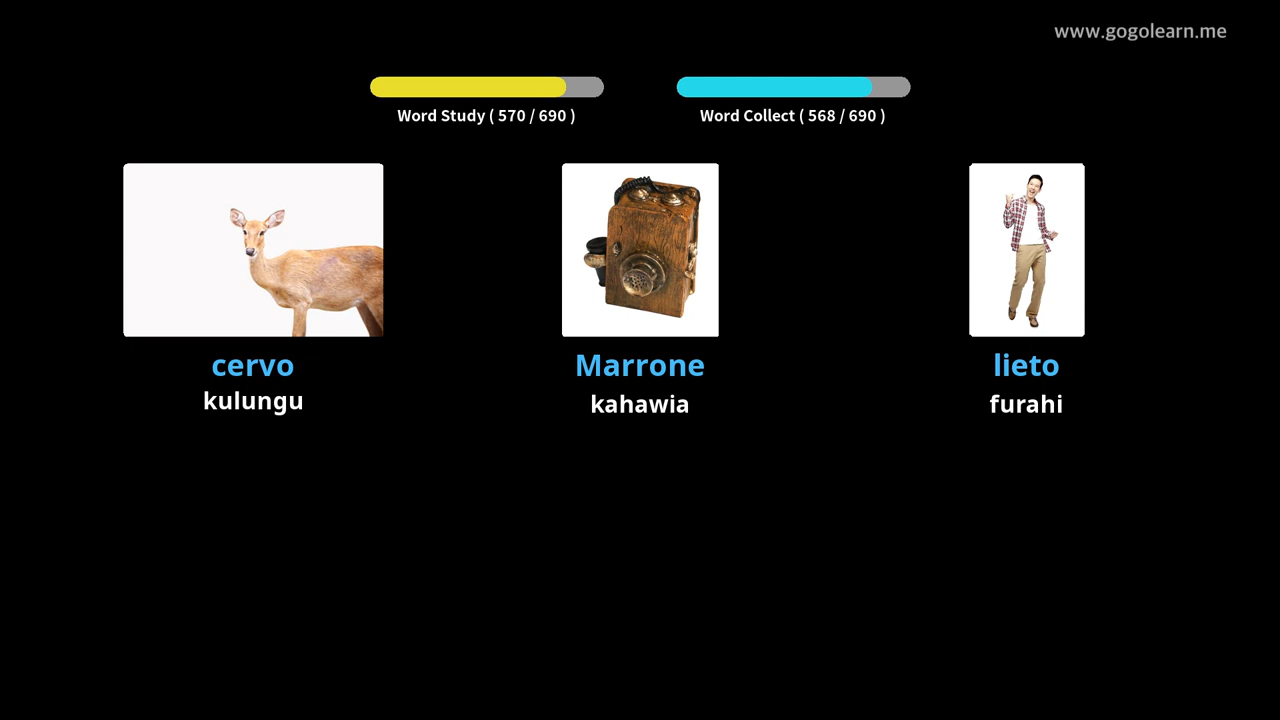 www.gogolearn.me
Word Study ( 570 / 690 )
Word Collect ( 568 / 690 )
cervo
kulungu
Marrone
kahawia
lieto
furahi